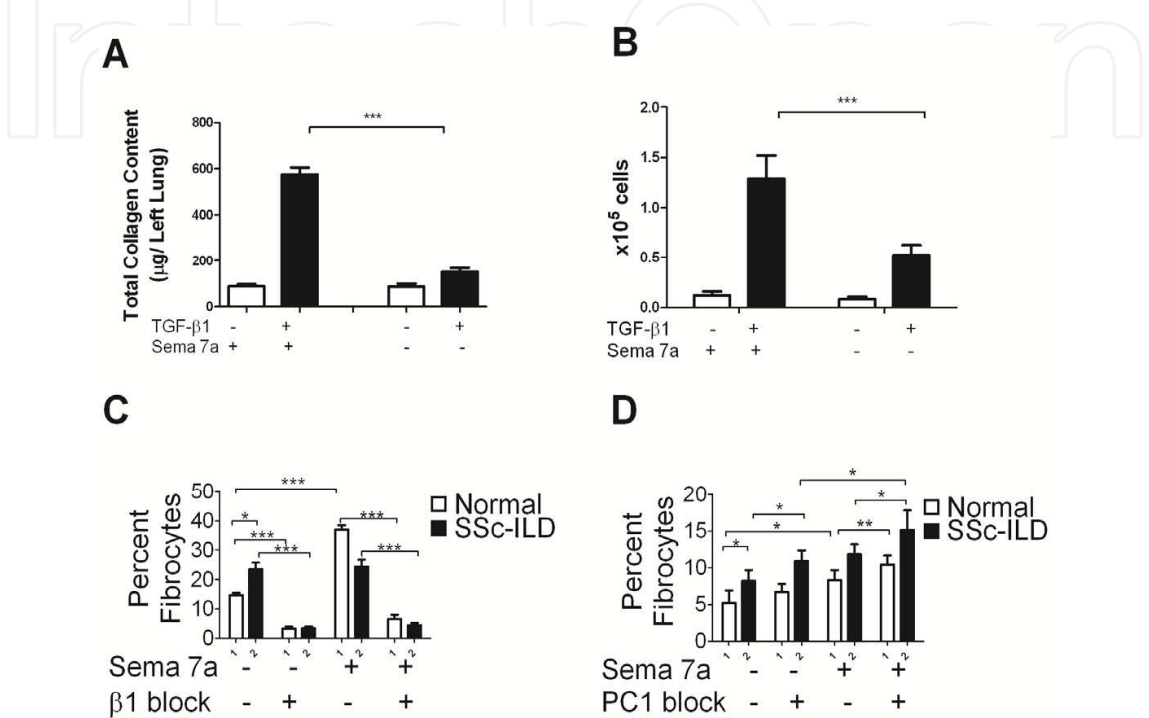 A
Total Collagen Content
(µg/ Left Lung)
800
600
400
200
0
***
TGF-β1 - + - +
Sema 7a + + - -
B
x10⁵ cells
2.0
1.5
1.0
0.5
0.0
***
TGF-β1 - + - +
Sema 7a + + - -
C
Percent
Fibrocytes
50
40
30
20
10
0
***
*
***
***
***
***
Normal
SSc-ILD
1 2 1 2 1 2 1 2
Sema 7a - - + +
β1 block - + - +
D
Percent
Fibrocytes
20
15
10
5
0
*
*
*
*
**
*
Normal
SSc-ILD
1 2 1 2 1 2 1 2
Sema 7a - - + +
PC1 block - + - +